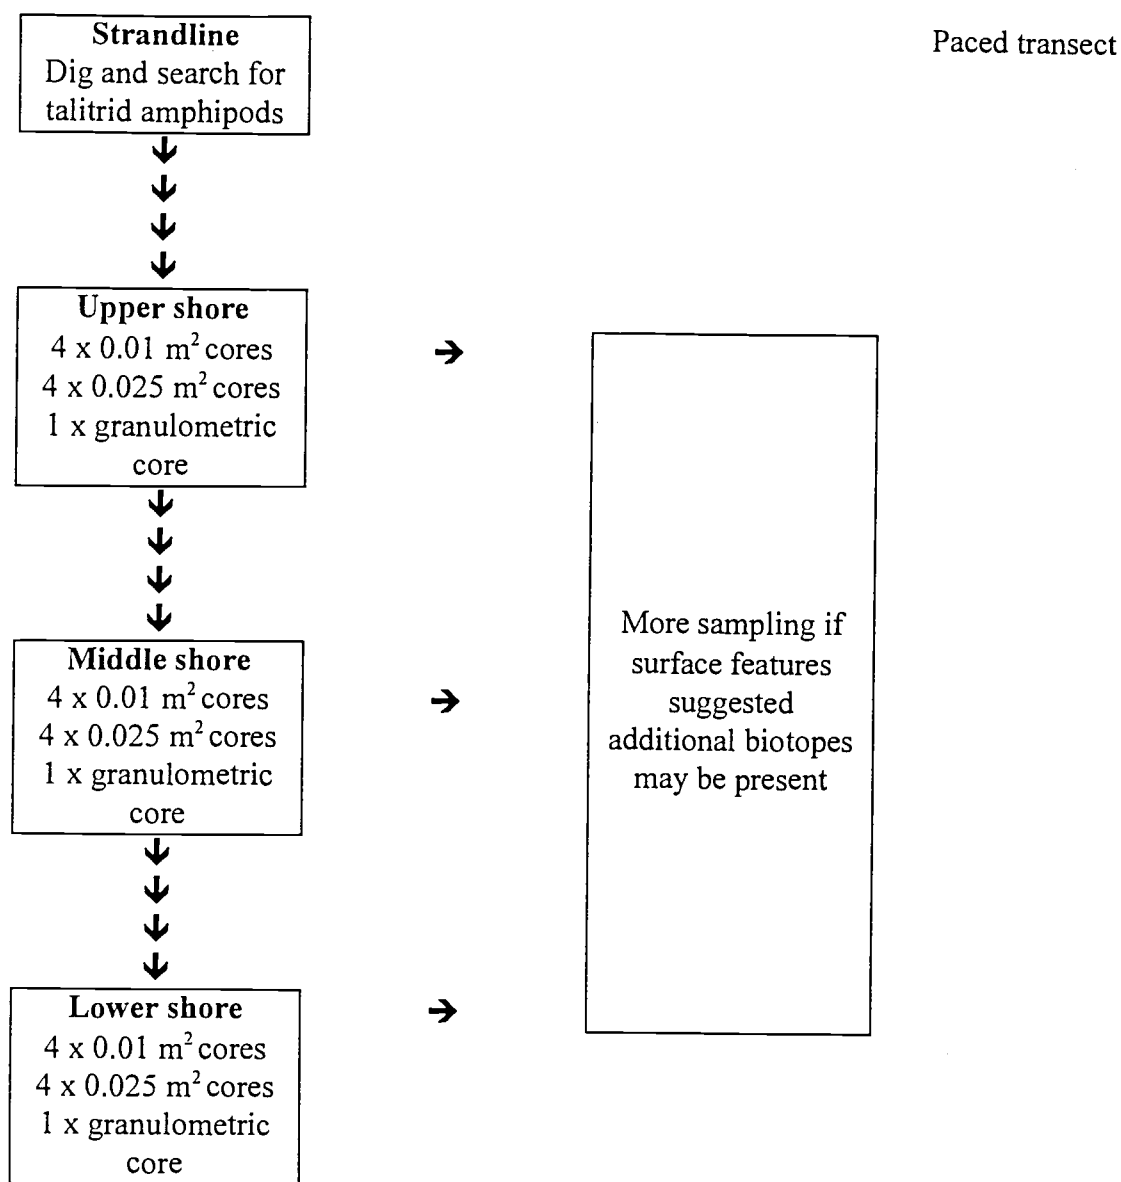 Strandline
Dig and search for
talitrid amphipods
Paced transect
Upper shore
4 x 0.01 m² cores
4 x 0.025 m² cores
1 x granulometric
core
Middle shore
4 x 0.01 m² cores
4 x 0.025 m² cores
1 x granulometric
core
More sampling if
surface features
suggested
additional biotopes
may be present
Lower shore
4 x 0.01 m² cores
4 x 0.025 m² cores
1 x granulometric
core